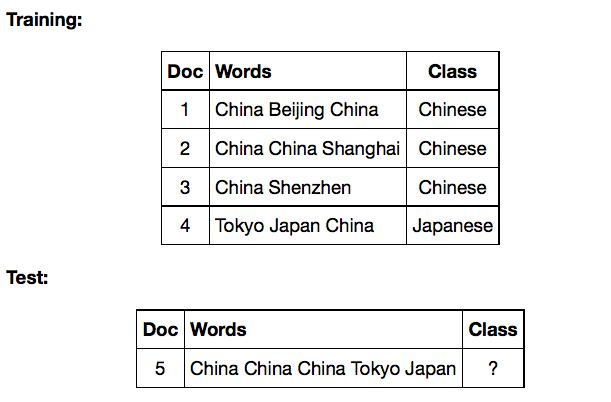 Training:
Doc Words Class
1 China Beijing China Chinese
2 China China Shanghai Chinese
3 China Shenzhen Chinese
4 Tokyo Japan China Japanese
Test:
Doc Words Class
5 China China China Tokyo Japan ?